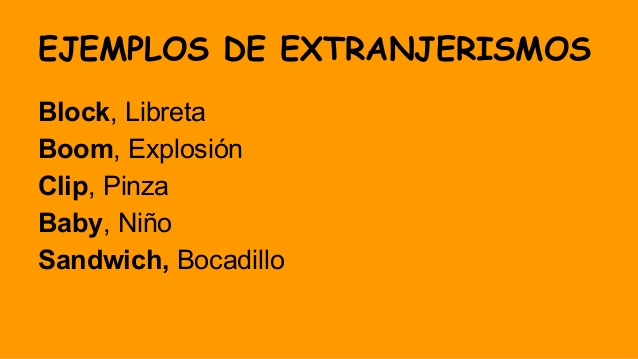 EJEMPLOS DE EXTRANJERISMOS
Block, Libreta
Boom, Explosión
Clip, Pinza
Baby, Niño
Sandwich, Bocadillo